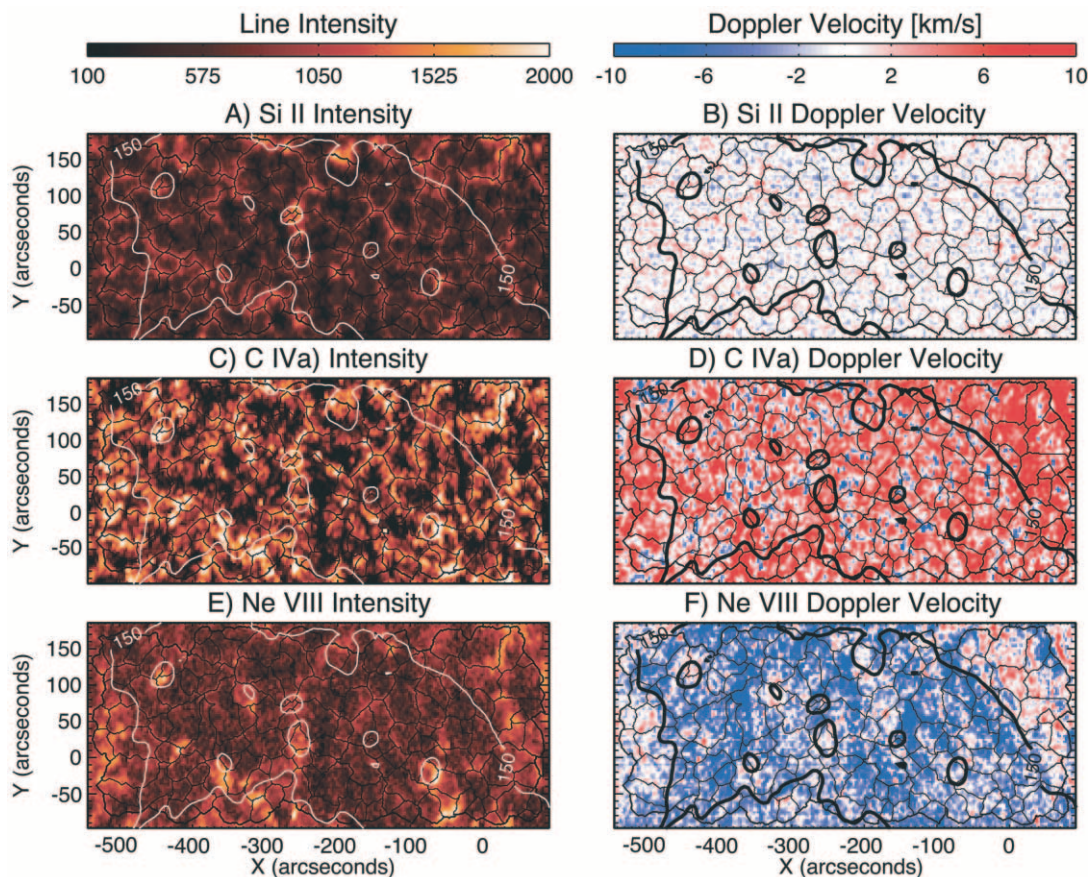 Line Intensity
Doppler Velocity [km/s]
100 575 1050 1525 2000
-10 -6 -2 2 6 10
A) Si II Intensity
B) Si II Doppler Velocity
150
150
100
50
0
-50
Y (arcseconds)
150
150
C) C IVa) Intensity
D) C IVa) Doppler Velocity
150
150
100
50
0
-50
Y (arcseconds)
150
150
E) Ne VIII Intensity
F) Ne VIII Doppler Velocity
150
150
100
50
0
-50
Y (arcseconds)
150
150
-500 -400 -300 -200 -100 0
-500 -400 -300 -200 -100 0
X (arcseconds)
X (arcseconds)